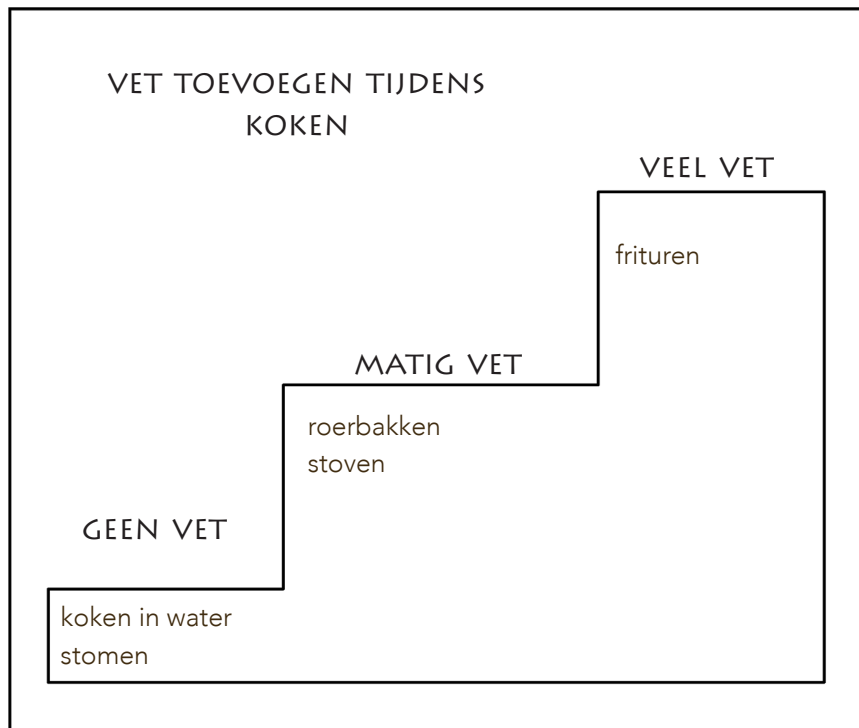 VET TOEVOEGEN TIJDENS
KOKEN
VEEL VET
frituren
MATIG VET
roerbakken
stoven
GEEN VET
koken in water
stomen